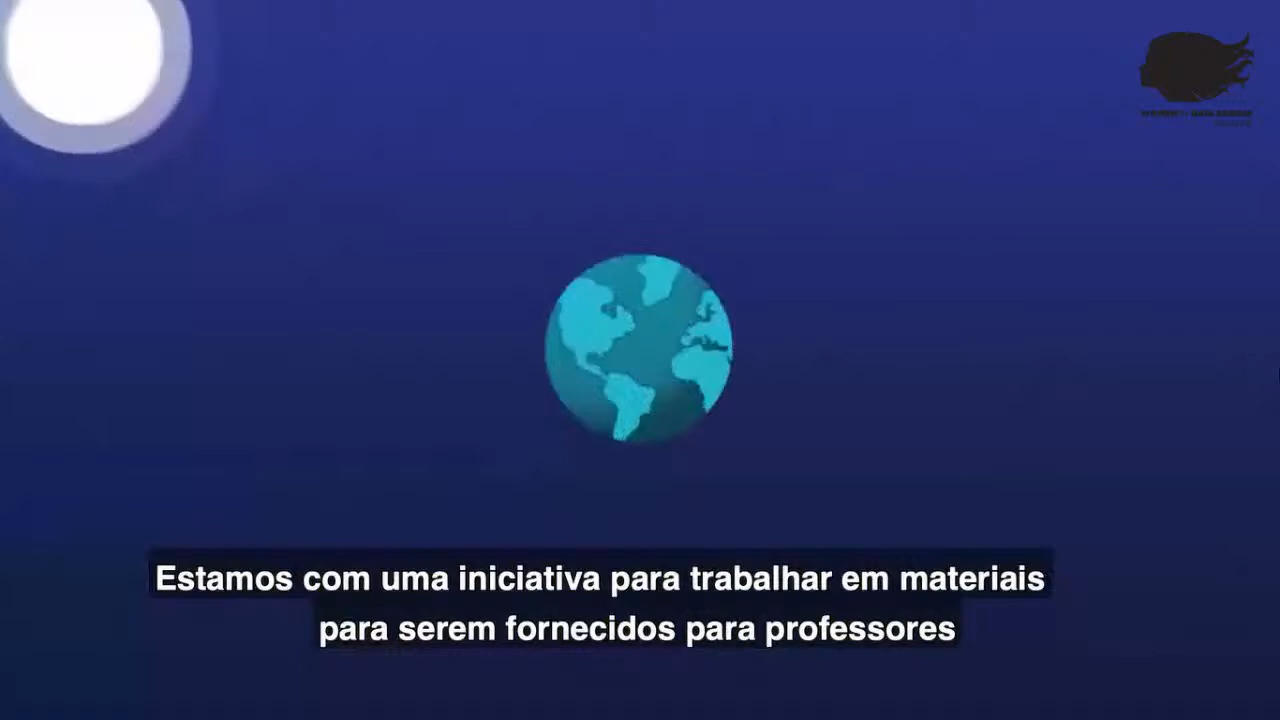 Estamos com uma iniciativa para trabalhar em materiais
para serem fornecidos para professores